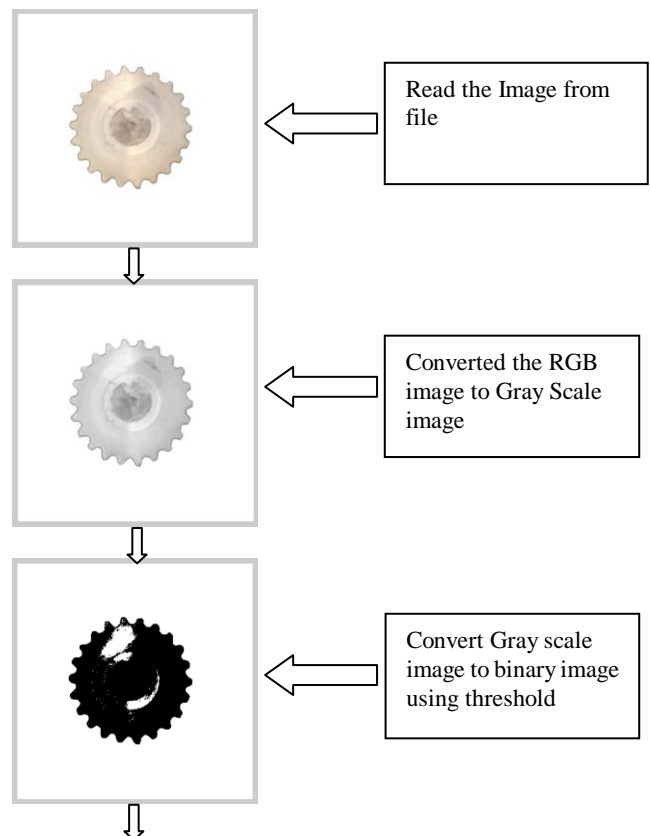 Read the Image from
file
Converted the RGB
image to Gray Scale
image
Convert Gray scale
image to binary image
using threshold